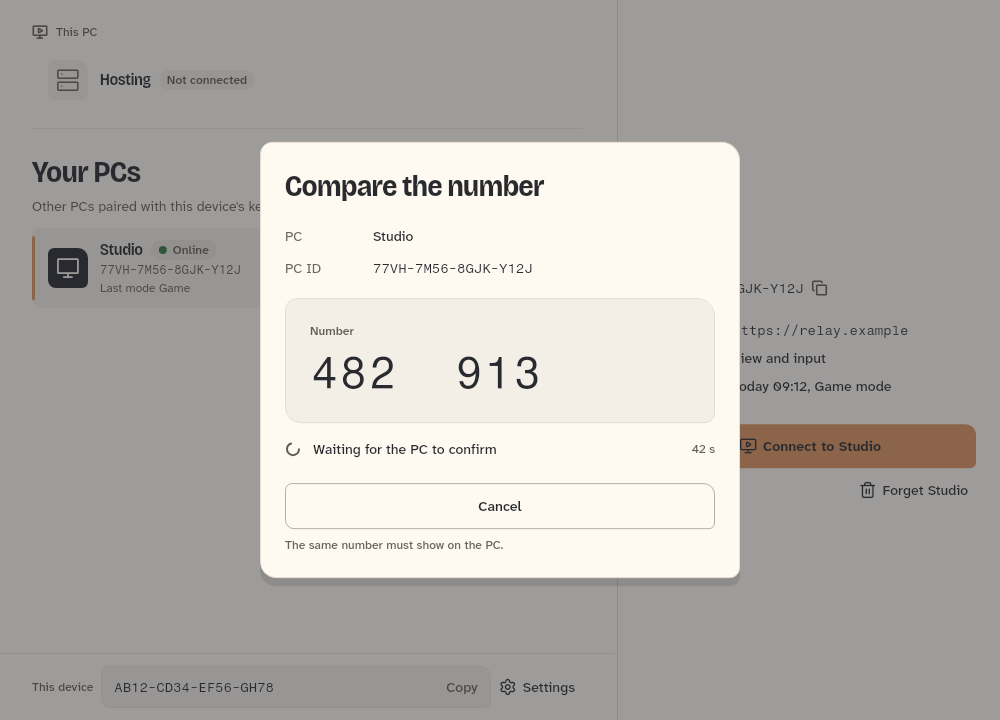 This PC
Hosting Not connected
Your PCs
Other PCs paired with this device's
Studio Online
77VH-7M56-8GJK-Y12J
Last mode Game
Compare the number
PC Studio
PC ID 77VH-7M56-8GJK-Y12J
Number
482 913
Waiting for the PC to confirm 42 s
Cancel
The same number must show on the PC.
GJK-Y12J
ttps://relay.example
iew and input
oday 09:12, Game mode
Connect to Studio
Forget Studio
This device AB12-CD34-EF56-GH78 Copy Settings